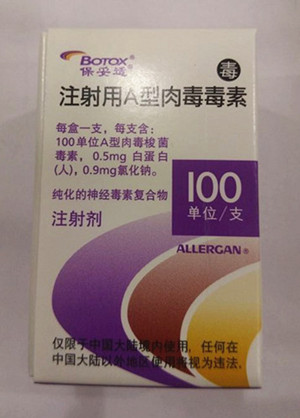 BOTOX®
保妥适®
毒
注射用A型肉毒毒素
每盒一支，每支含：
100单位A型肉毒梭菌
毒素，0.5mg 白蛋白
(人)，0.9mg氯化钠。
纯化的神经毒素复合物
注射剂
100
单位/支
ALLERGAN®
仅限于中国大陆境内使用，任何在
中国大陆以外地区使用将视为违法。